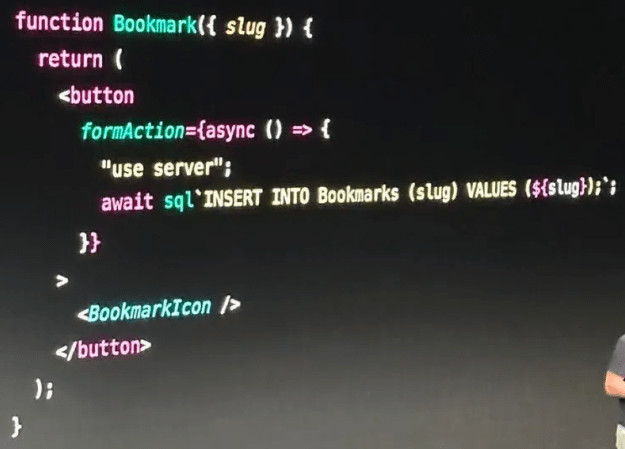 function Bookmark({ slug }) {
return (
<button
formAction={async () => {
"use server";
await sql`INSERT INTO Bookmarks (slug) VALUES (${slug});`;
}}
>
<BookmarkIcon />
</button>
);
}